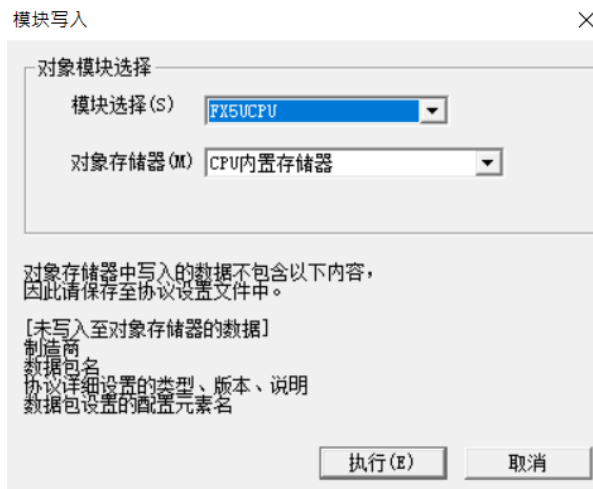 模块写入
对象模块选择
模块选择(S) FX5UCPU
对象存储器(M) CPU内置存储器
对象存储器中写入的数据不包含以下内容，
因此请保存至协议设置文件中。
[未写入至对象存储器的数据]
制造商
数据包名
协议详细设置的类型、版本、说明
数据包设置的配置元素名
执行(E) 取消